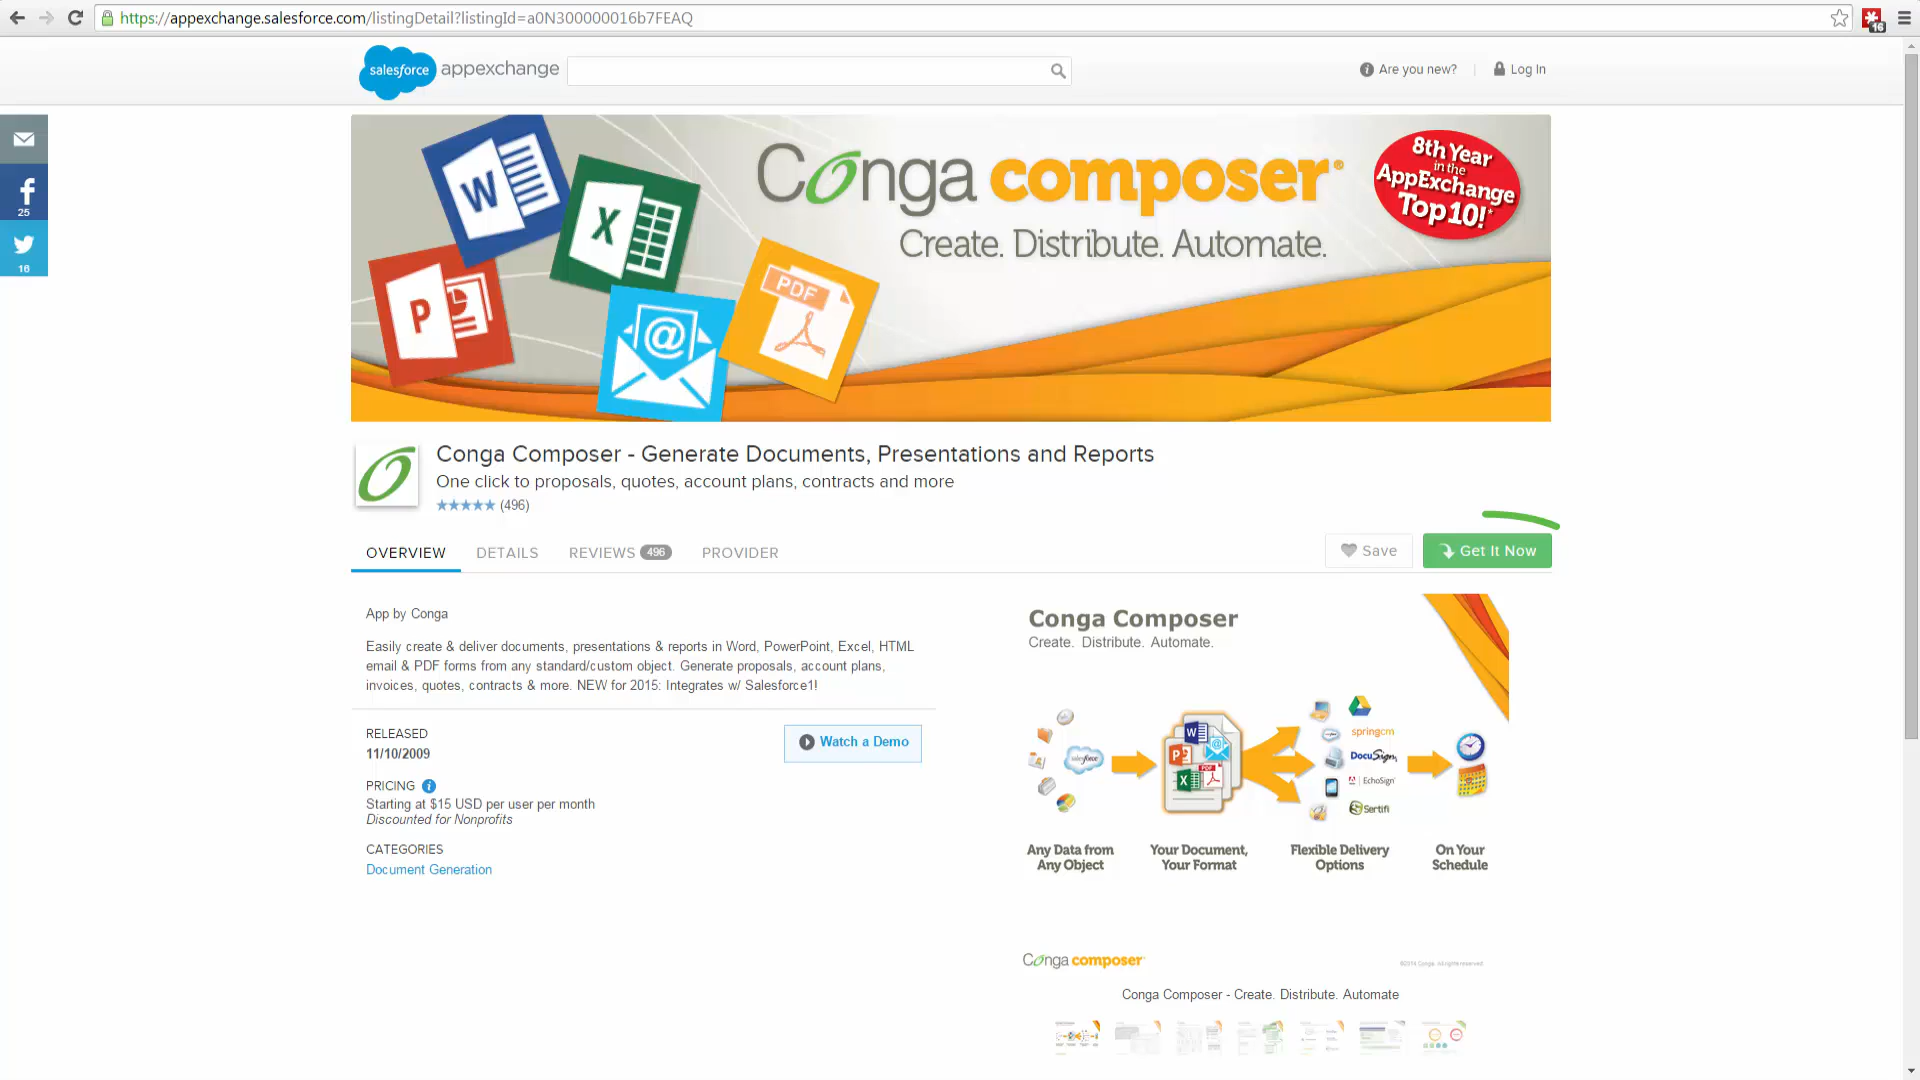 https://appexchange.salesforce.com/listingDetail?listingId=a0N300000016b7FEAQ
16
salesforce appexchange
Are you new?
Log In
25
16
W
X
P
@
PDF
Conga composer®
Create. Distribute. Automate.
8th Year
in the
AppExchange
Top 10!*
Conga Composer - Generate Documents, Presentations and Reports
One click to proposals, quotes, account plans, contracts and more
(496)
OVERVIEW
DETAILS
REVIEWS 496
PROVIDER
Save
Get It Now
App by Conga
Easily create & deliver documents, presentations & reports in Word, PowerPoint, Excel, HTML
email & PDF forms from any standard/custom object. Generate proposals, account plans,
invoices, quotes, contracts & more. NEW for 2015: Integrates w/ Salesforce1!
RELEASED
11/10/2009
Watch a Demo
PRICING
Starting at $15 USD per user per month
Discounted for Nonprofits
CATEGORIES
Document Generation
Conga Composer
Create. Distribute. Automate.
salesforce
W
P
@
X
PDF
springcm
DocuSign
EchoSign
Sertifi
Any Data from
Any Object
Your Document,
Your Format
Flexible Delivery
Options
On Your
Schedule
Conga composer
©2014 Conga. All rights reserved.
Conga Composer - Create. Distribute. Automate